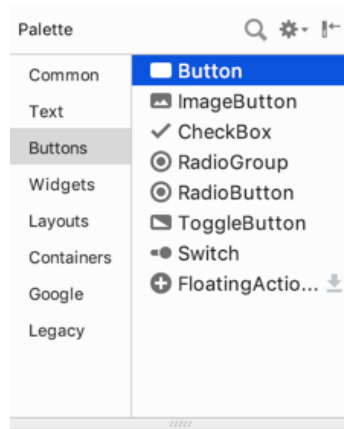 Palette
Common
Text
Buttons
Widgets
Layouts
Containers
Google
Legacy
Button
ImageButton
CheckBox
RadioGroup
RadioButton
ToggleButton
Switch
FloatingActio...